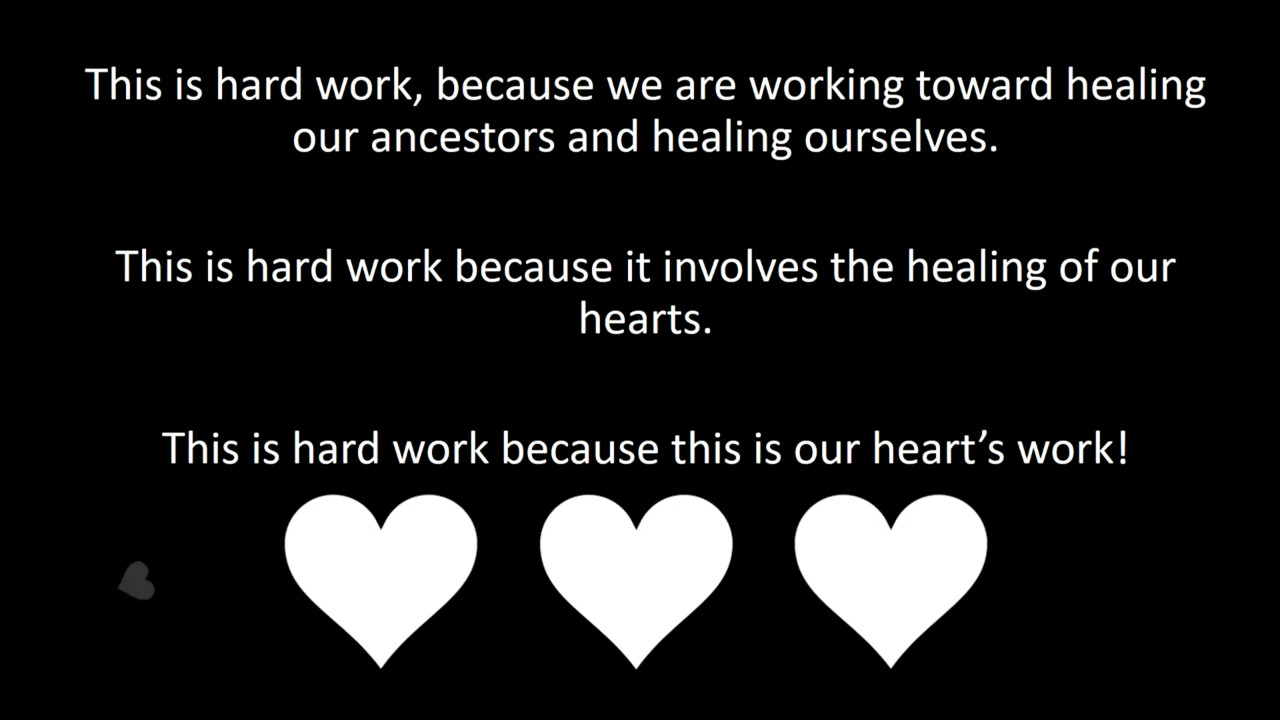 This is hard work, because we are working toward healing
our ancestors and healing ourselves.
This is hard work because it involves the healing of our
hearts.
This is hard work because this is our heart’s work!